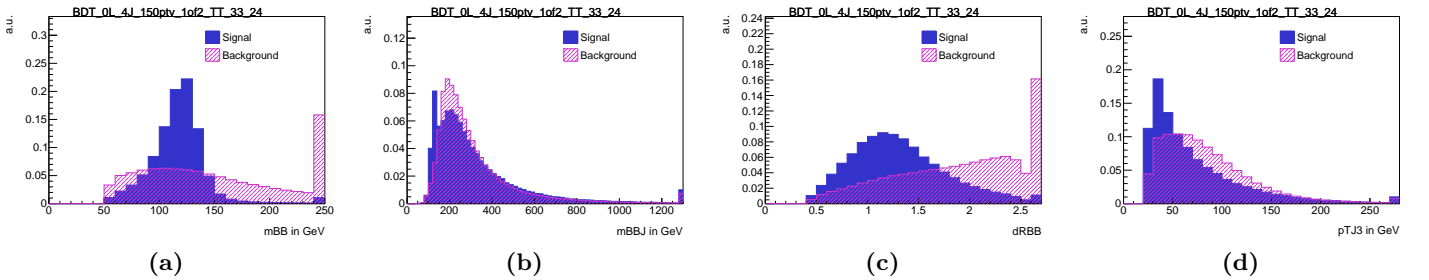 BDT_0L_4J_150ptv_1of2_TT_33_24
a.u.
0.3
0.25
0.2
0.15
0.1
0.05
0
Signal
Background
0 50 100 150 200 250
mBB in GeV
(a)
BDT_0L_4J_150ptv_1of2_TT_33_24
a.u.
0.12
0.1
0.08
0.06
0.04
0.02
0
Signal
Background
0 200 400 600 800 1000 1200
mBBJ in GeV
(b)
BDT_0L_4J_150ptv_1of2_TT_33_24
a.u.
0.24
0.22
0.2
0.18
0.16
0.14
0.12
0.1
0.08
0.06
0.04
0.02
0
Signal
Background
0 0.5 1 1.5 2 2.5
dRBB
(c)
BDT_0L_4J_150ptv_1of2_TT_33_24
a.u.
0.25
0.2
0.15
0.1
0.05
0
Signal
Background
0 50 100 150 200 250
pTJ3 in GeV
(d)